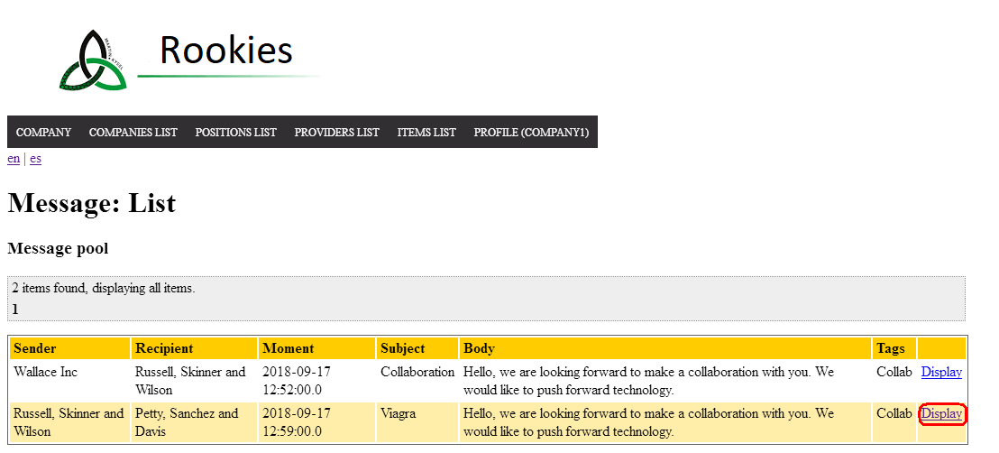 Rookies
COMPANY COMPANIES LIST POSITIONS LIST PROVIDERS LIST ITEMS LIST PROFILE (COMPANY1)
en | es
Message: List
Message pool
2 items found, displaying all items.
1
Sender Recipient Moment Subject Body Tags
Wallace Inc Russell, Skinner and 2018-09-17 Collaboration Hello, we are looking forward to make a collaboration with you. We Collab Display
Wilson 12:52:00.0 would like to push forward technology.
Russell, Skinner and Petty, Sanchez and 2018-09-17 Viagra Hello, we are looking forward to make a collaboration with you. We Collab Display
Wilson Davis 12:59:00.0 would like to push forward technology.